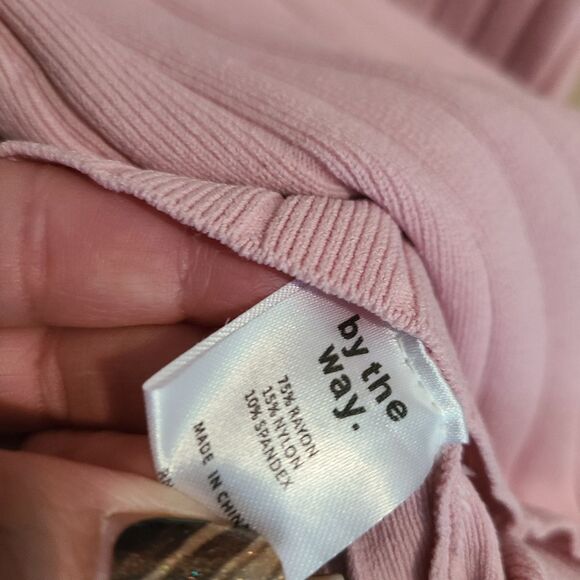 by the
way.
75% RAYON
15% NYLON
10% SPANDEX
MADE IN CHINA